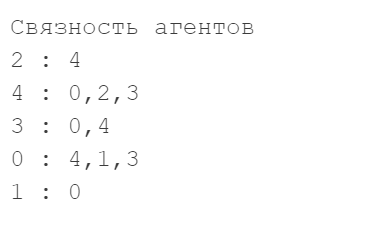 Связность агентов
2 : 4
4 : 0,2,3
3 : 0,4
0 : 4,1,3
1 : 0